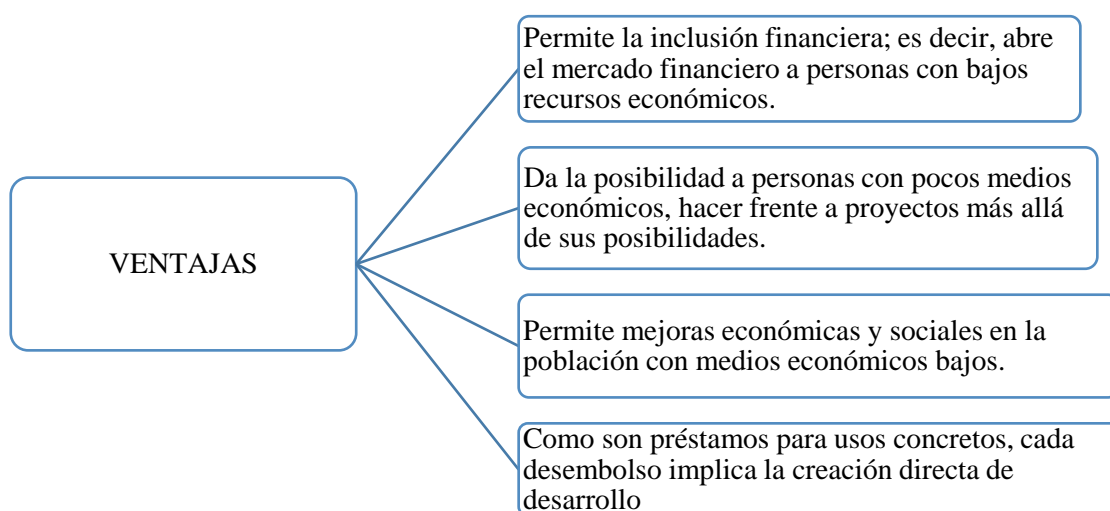 Permite la inclusión financiera; es decir, abre
el mercado financiero a personas con bajos
recursos económicos.
Da la posibilidad a personas con pocos medios
económicos, hacer frente a proyectos más allá
de sus posibilidades.
VENTAJAS
Permite mejoras económicas y sociales en la
población con medios económicos bajos.
Como son préstamos para usos concretos, cada
desembolso implica la creación directa de
desarrollo